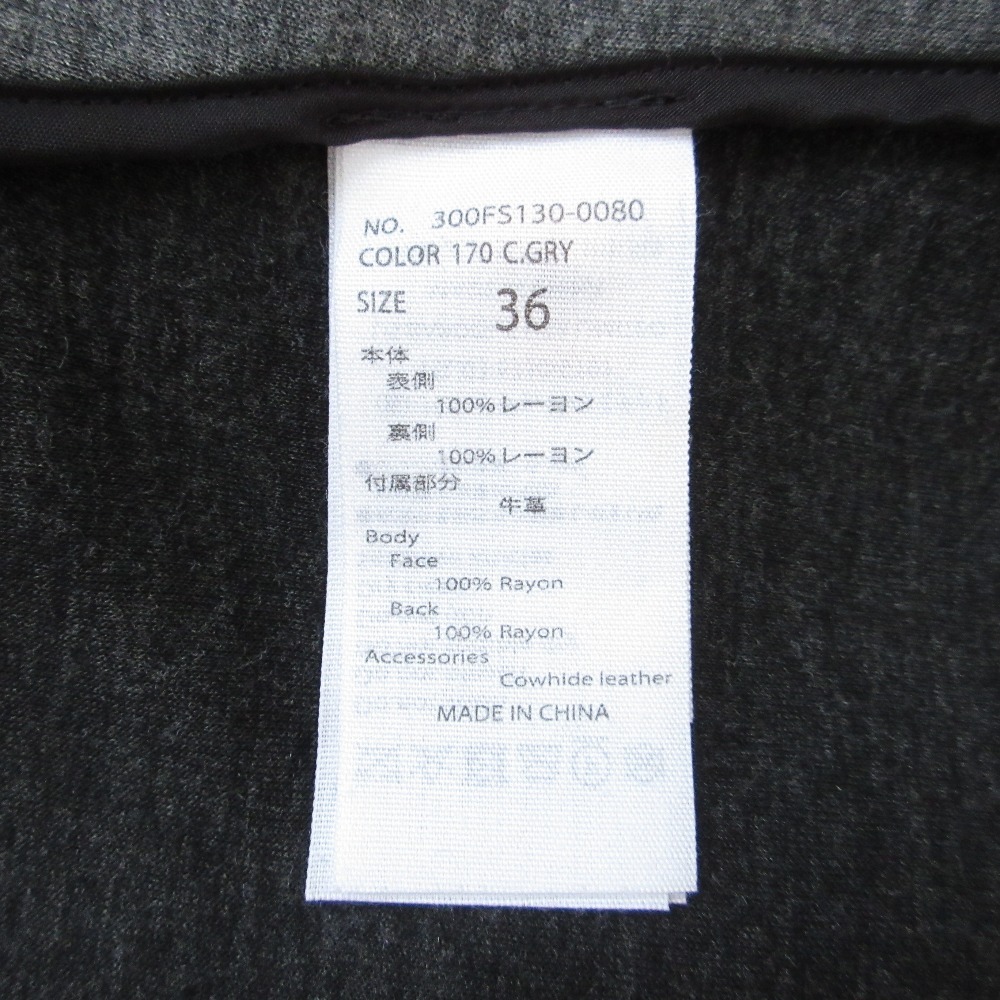 NO. 300FS130-0080
COLOR 170 C.GRY
SIZE 36
本体
表側
100%レーヨン
裏側
100%レーヨン
付属部分
牛革
Body
Face
100% Rayon
Back
100% Rayon
Accessories
Cowhide leather
MADE IN CHINA